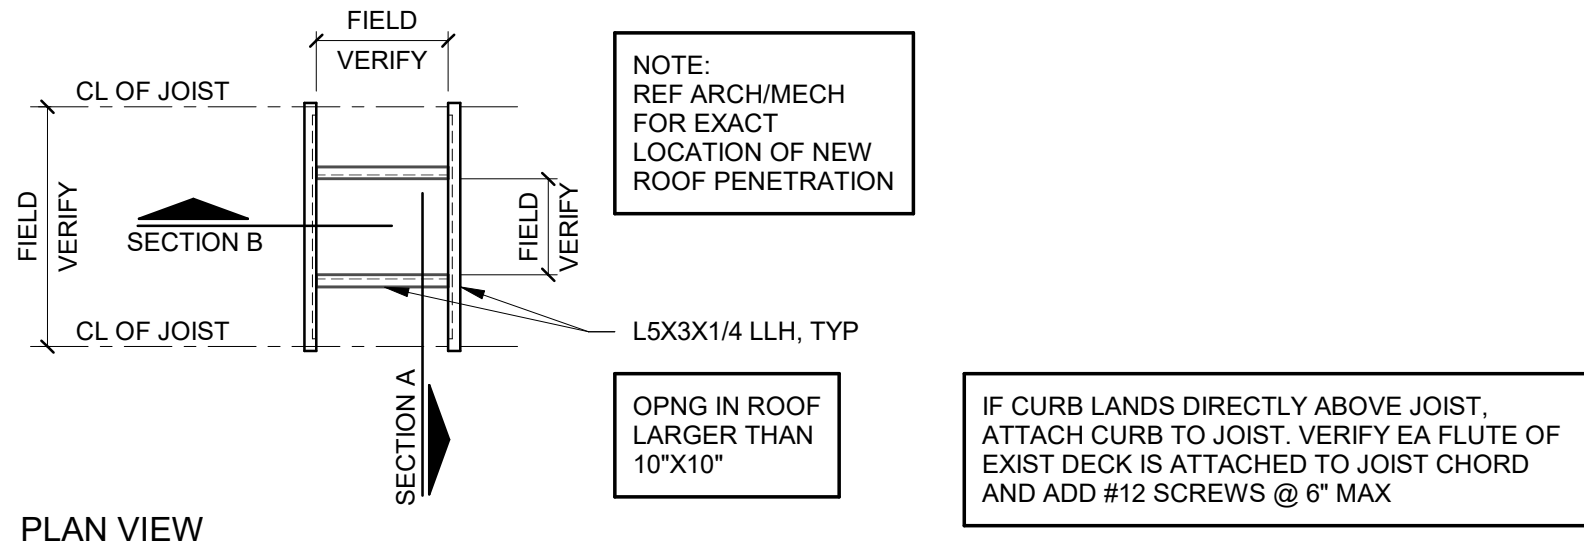 FIELD
VERIFY
CL OF JOIST
FIELD
VERIFY
SECTION B
CL OF JOIST
FIELD
VERIFY
SECTION A
L5X3X1/4 LLH, TYP
NOTE:
REF ARCH/MECH
FOR EXACT
LOCATION OF NEW
ROOF PENETRATION
OPNG IN ROOF
LARGER THAN
10"X10"
IF CURB LANDS DIRECTLY ABOVE JOIST,
ATTACH CURB TO JOIST. VERIFY EA FLUTE OF
EXIST DECK IS ATTACHED TO JOIST CHORD
AND ADD #12 SCREWS @ 6" MAX
PLAN VIEW